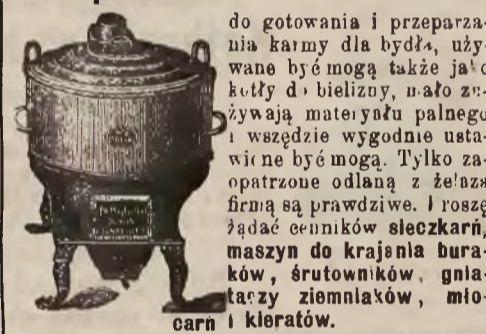 do gotowania i przeparza-
nia karmy dla bydła, uży-
wane być mogą także jako
kotły do bielizny, mało zu-
żywają materyału palnego
i wszędzie wygodnie usta-
wione być mogą. Tylko za-
opatrzone odlaną z żelaza
firmą są prawdziwe. Proszę
żądać cenników sieczkarń,
maszyn do krajania bura-
ków, śrutowników, gnia-
taczy ziemniaków, mło-
carń i kieratów.